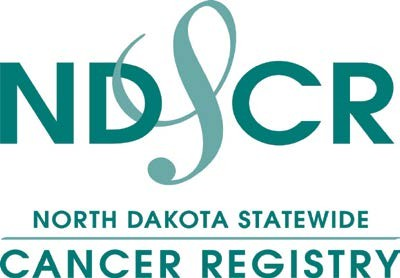 NDSCR
NORTH DAKOTA STATEWIDE
CANCER REGISTRY